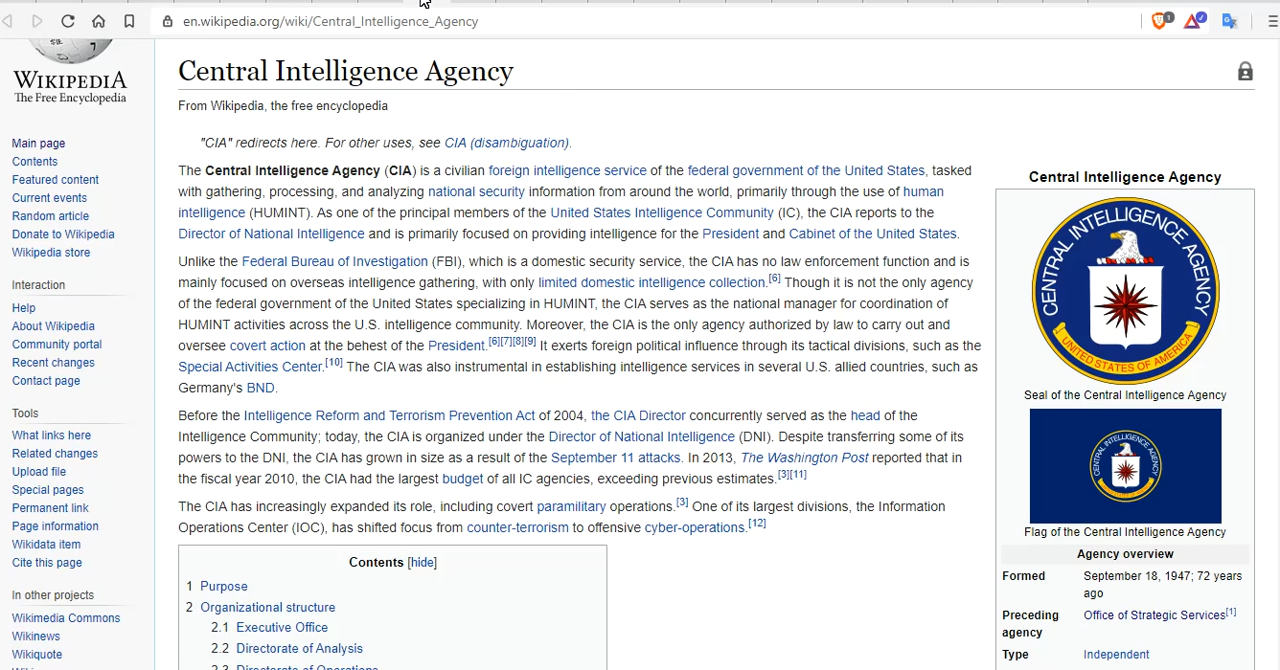 en.wikipedia.org/wiki/Central_Intelligence_Agency
1
WIKIPEDIA
The Free Encyclopedia
Main page
Contents
Featured content
Current events
Random article
Donate to Wikipedia
Wikipedia store
Interaction
Help
About Wikipedia
Community portal
Recent changes
Contact page
Tools
What links here
Related changes
Upload file
Special pages
Permanent link
Page information
Wikidata item
Cite this page
In other projects
Wikimedia Commons
Wikinews
Wikiquote
Central Intelligence Agency
From Wikipedia, the free encyclopedia
"CIA" redirects here. For other uses, see CIA (disambiguation).
The Central Intelligence Agency (CIA) is a civilian foreign intelligence service of the federal government of the United States, tasked
with gathering, processing, and analyzing national security information from around the world, primarily through the use of human
intelligence (HUMINT). As one of the principal members of the United States Intelligence Community (IC), the CIA reports to the
Director of National Intelligence and is primarily focused on providing intelligence for the President and Cabinet of the United States.
Unlike the Federal Bureau of Investigation (FBI), which is a domestic security service, the CIA has no law enforcement function and is
mainly focused on overseas intelligence gathering, with only limited domestic intelligence collection.[6] Though it is not the only agency
of the federal government of the United States specializing in HUMINT, the CIA serves as the national manager for coordination of
HUMINT activities across the U.S. intelligence community. Moreover, the CIA is the only agency authorized by law to carry out and
oversee covert action at the behest of the President.[6][7][8][9] It exerts foreign political influence through its tactical divisions, such as the
Special Activities Center.[10] The CIA was also instrumental in establishing intelligence services in several U.S. allied countries, such as
Germany's BND.
Before the Intelligence Reform and Terrorism Prevention Act of 2004, the CIA Director concurrently served as the head of the
Intelligence Community; today, the CIA is organized under the Director of National Intelligence (DNI). Despite transferring some of its
powers to the DNI, the CIA has grown in size as a result of the September 11 attacks. In 2013, The Washington Post reported that in
the fiscal year 2010, the CIA had the largest budget of all IC agencies, exceeding previous estimates.[3][11]
The CIA has increasingly expanded its role, including covert paramilitary operations.[3] One of its largest divisions, the Information
Operations Center (IOC), has shifted focus from counter-terrorism to offensive cyber-operations.[12]
Contents [hide]
1 Purpose
2 Organizational structure
2.1 Executive Office
2.2 Directorate of Analysis
2.3 Directorate of Operations
Central Intelligence Agency
CENTRAL INTELLIGENCE AGENCY
UNITED STATES OF AMERICA
Seal of the Central Intelligence Agency
CENTRAL INTELLIGENCE AGENCY
Flag of the Central Intelligence Agency
Agency overview
Formed September 18, 1947; 72 years
ago
Preceding Office of Strategic Services[1]
agency
Type Independent